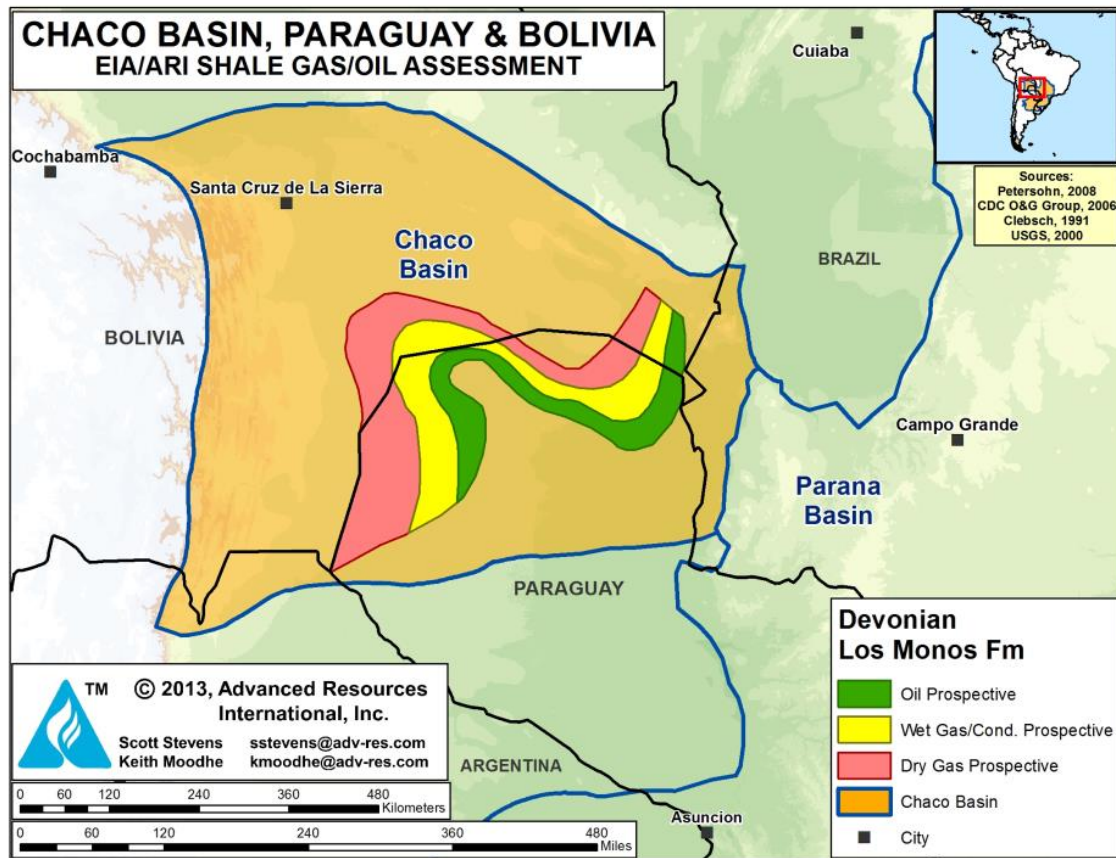 CHACO BASIN, PARAGUAY & BOLIVIA
EIA/ARI SHALE GAS/OIL ASSESSMENT
Cuiaba
Cochabamba
Santa Cruz de La Sierra
Sources:
Petersohn, 2008
CDC O&G Group, 2006
Clebsch, 1991
USGS, 2000
Chaco
Basin
BRAZIL
BOLIVIA
Campo Grande
Parana
Basin
PARAGUAY
Devonian
Los Monos Fm
Oil Prospective
Wet Gas/Cond. Prospective
Dry Gas Prospective
Chaco Basin
City
TM
© 2013, Advanced Resources
International, Inc.
Scott Stevens sstevens@adv-res.com
Keith Moodhe kmoodhe@adv-res.com
ARGENTINA
Asuncion
0 60 120 240 360 480
Kilometers
0 60 120 240 360 480
Miles